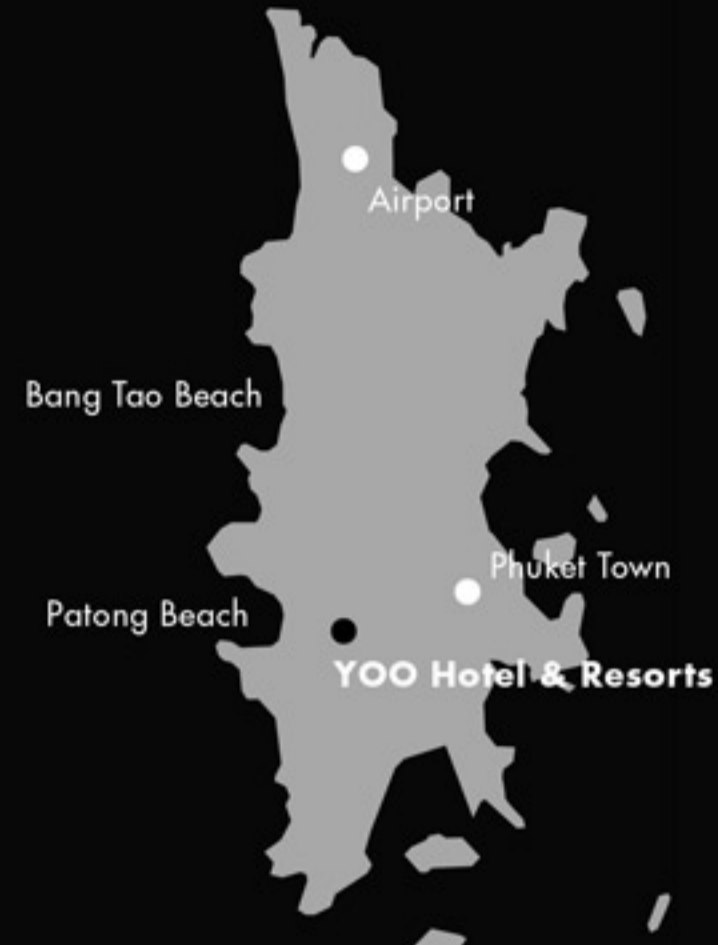 Airport
Bang Tao Beach
Phuket Town
Patong Beach
YOO Hotel & Resorts